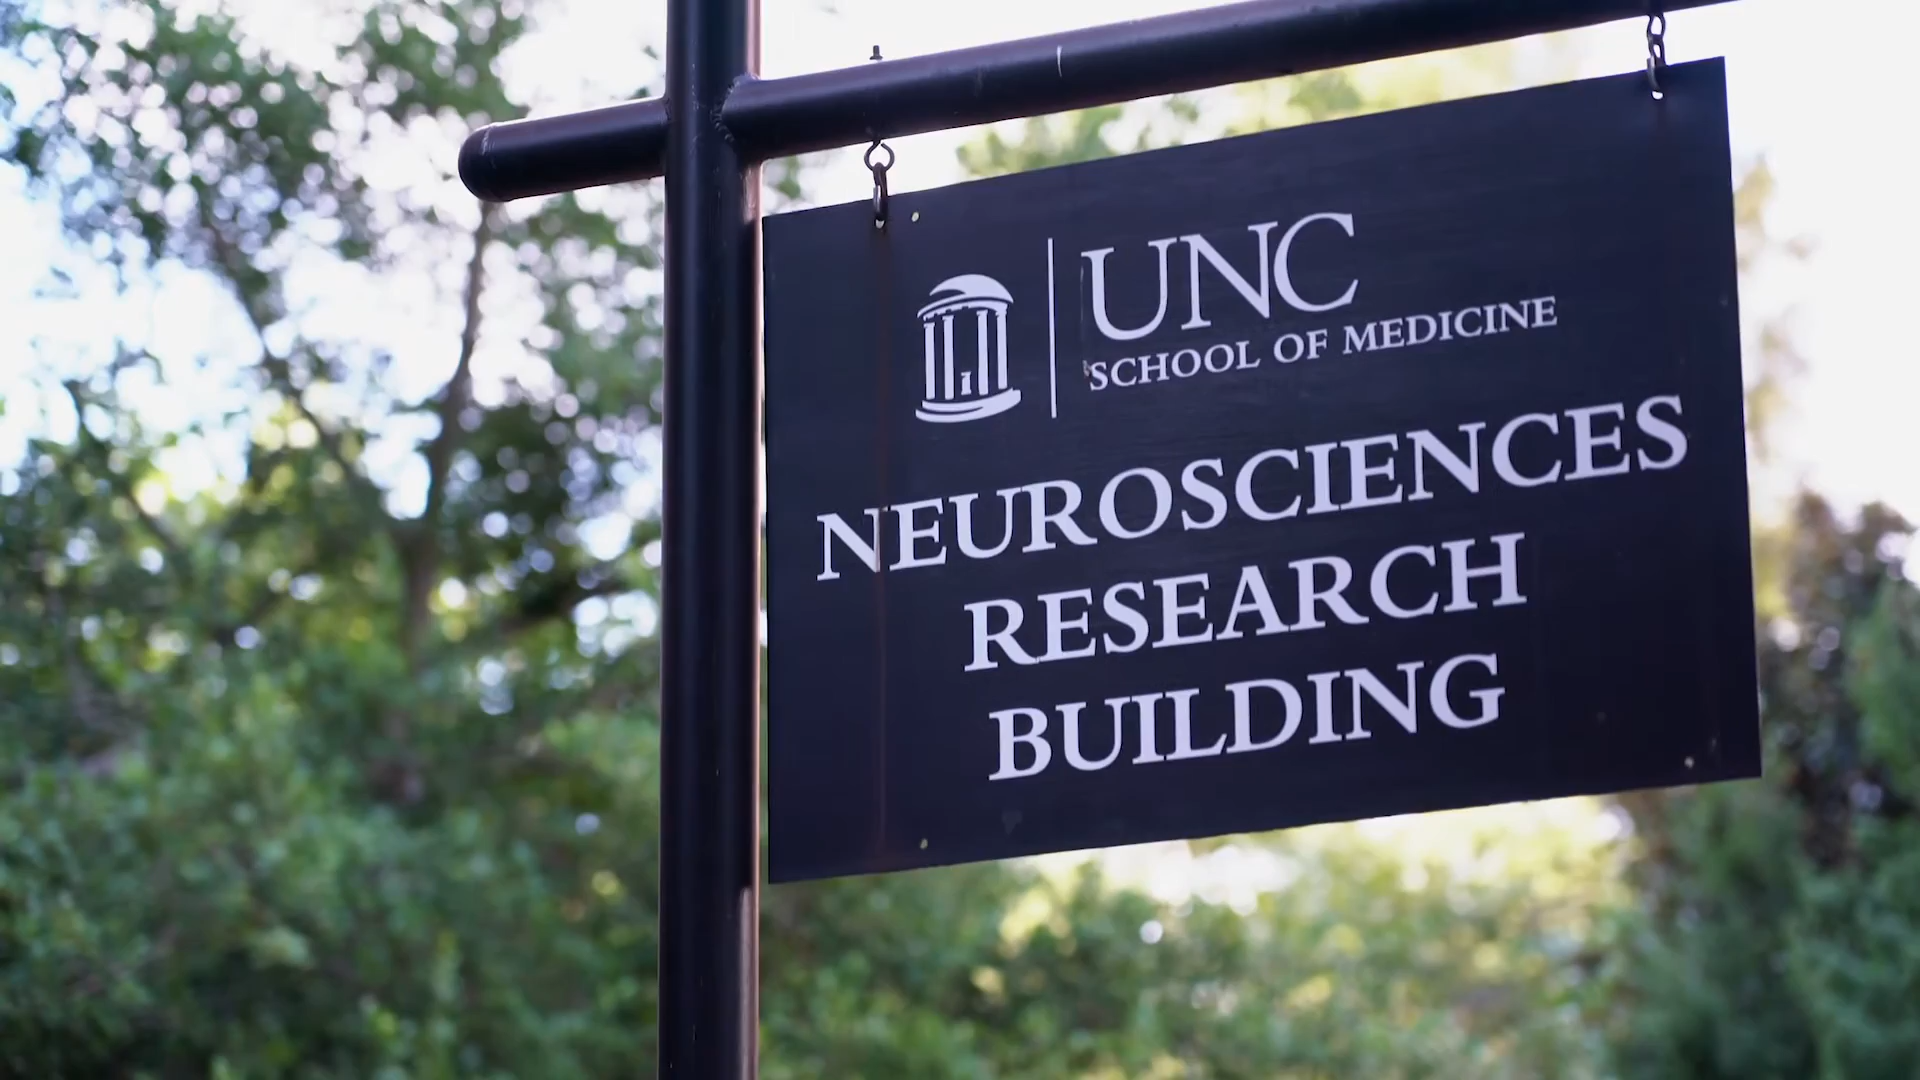 UNC
SCHOOL OF MEDICINE
NEUROSCIENCES
RESEARCH
BUILDING